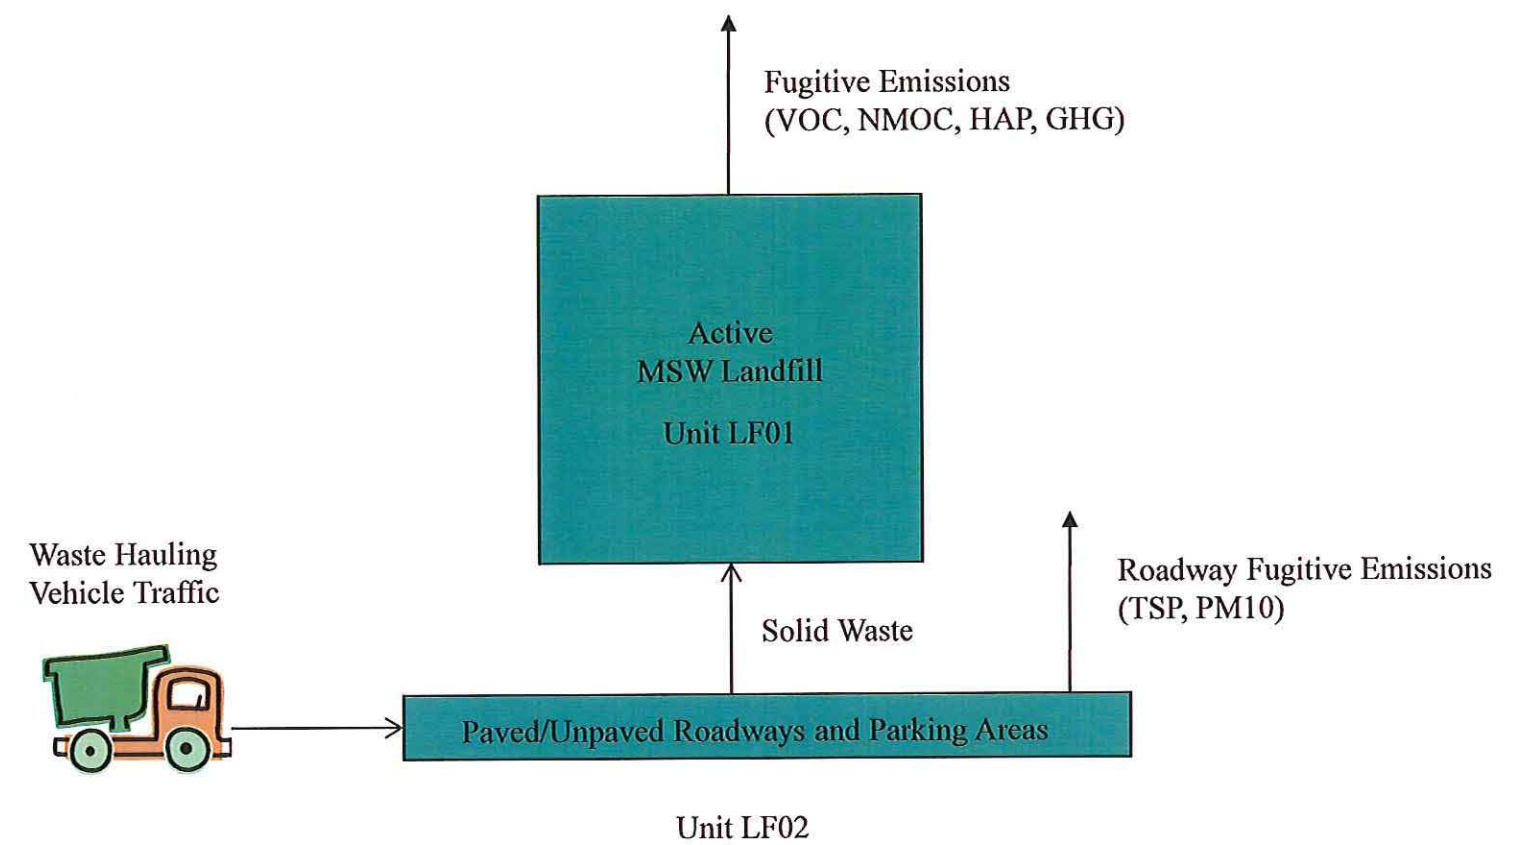 Fugitive Emissions
(VOC, NMOC, HAP, GHG)
Active
MSW Landfill
Unit LF01
Waste Hauling
Vehicle Traffic
Roadway Fugitive Emissions
(TSP, PM10)
Solid Waste
Paved/Unpaved Roadways and Parking Areas
Unit LF02